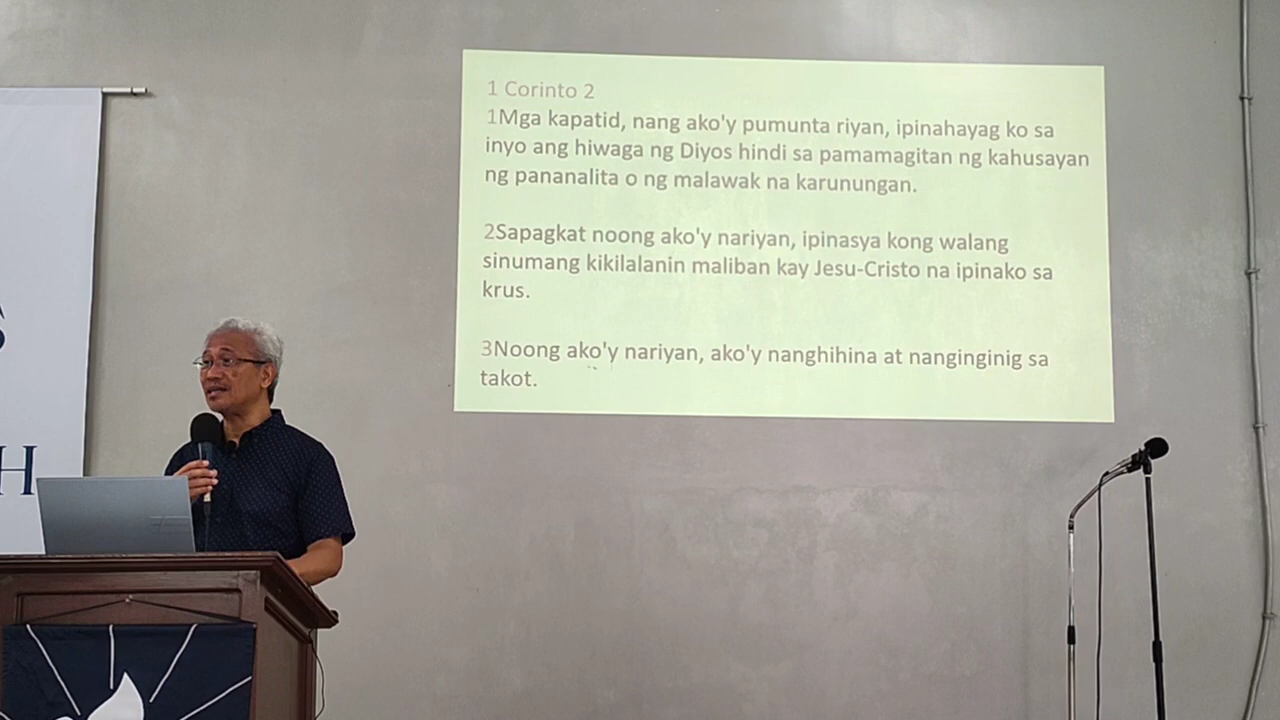 1 Corinto 2
1Mga kapatid, nang ako'y pumunta riyan, ipinahayag ko sa
inyo ang hiwaga ng Diyos hindi sa pamamagitan ng kahusayan
ng pananalita o ng malawak na karunungan.
2Sapagkat noong ako'y nariyan, ipinasya kong walang
sinumang kikilalanin maliban kay Jesu-Cristo na ipinako sa
krus.
3Noong ako'y nariyan, ako'y nanghihina at nanginginig sa
takot.
S
H